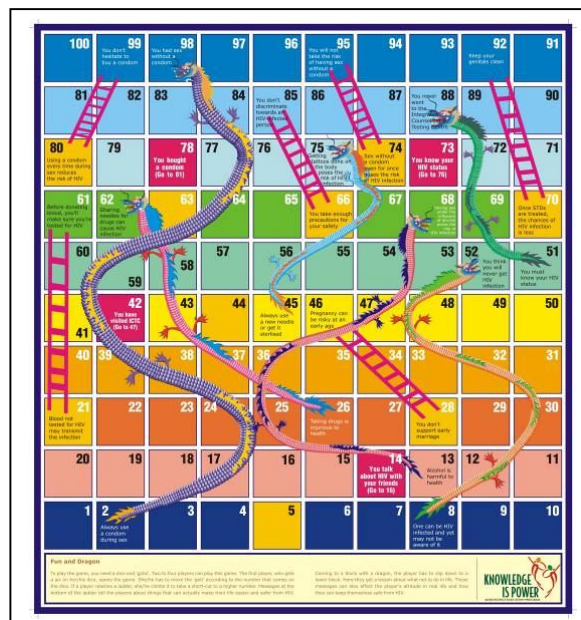 100 99 98 97 96 95 94 93 92 91
You don't
hesitate to
buy a condom
You had sex
without a
condom
You will not
take the risk
of having sex
without a
condom
Keep your
genitals clean
81 82 83 84 85 86 87 88 89 90
You don't
discriminate
towards an
HIV infected
person
You never
want to
the
Integrated
Counseling
Testing Centre
80 79 78 77 76 75 74 73 72 71
Using a condom
every time during
sex reduces
the risk of HIV
You bought
a condom
(Go to 81)
Getting
tattoos done on
the body
poses the
risk of HIV
infection
Sex without
a condom
even for once
poses the risk
of HIV infection
You know your
HIV status
(Go to 76)
61 62 63 64 65 66 67 68 69 70
Before donating
blood, you make
sure you're
tested for HIV
Sharing
needles for
drugs can
cause HIV
infection
You take enough
precautions for
your safety
Once STDs
are treated,
the chances
of HIV infection
is less
60 59 58 57 56 55 54 53 52 51
You think
you will
never get HIV
infection
You must
know your HIV
status
41 42 43 44 45 46 47 48 49 50
You have
visited ICTC
(Go to 47)
Always use
a new needle
or get it
sterilised
Pregnancy can
be risky at an
early age
40 39 38 37 36 35 34 33 32 31
21 22 23 24 25 26 27 28 29 30
Blood not
tested for HIV
may transmit
the infection
Taking drugs is
injurious to
health
You don't
support early
marriage
20 19 18 17 16 15 14 13 12 11
You talk
about HIV with
your friends
(Go to 16)
Alcohol is
harmful to
health
1 2 3 4 5 6 7 8 9 10
Always use
a condom
during sex
One can be HIV
infected and yet
may not be
aware of it
Fun and Dragon
KNOWLEDGE
IS POWER